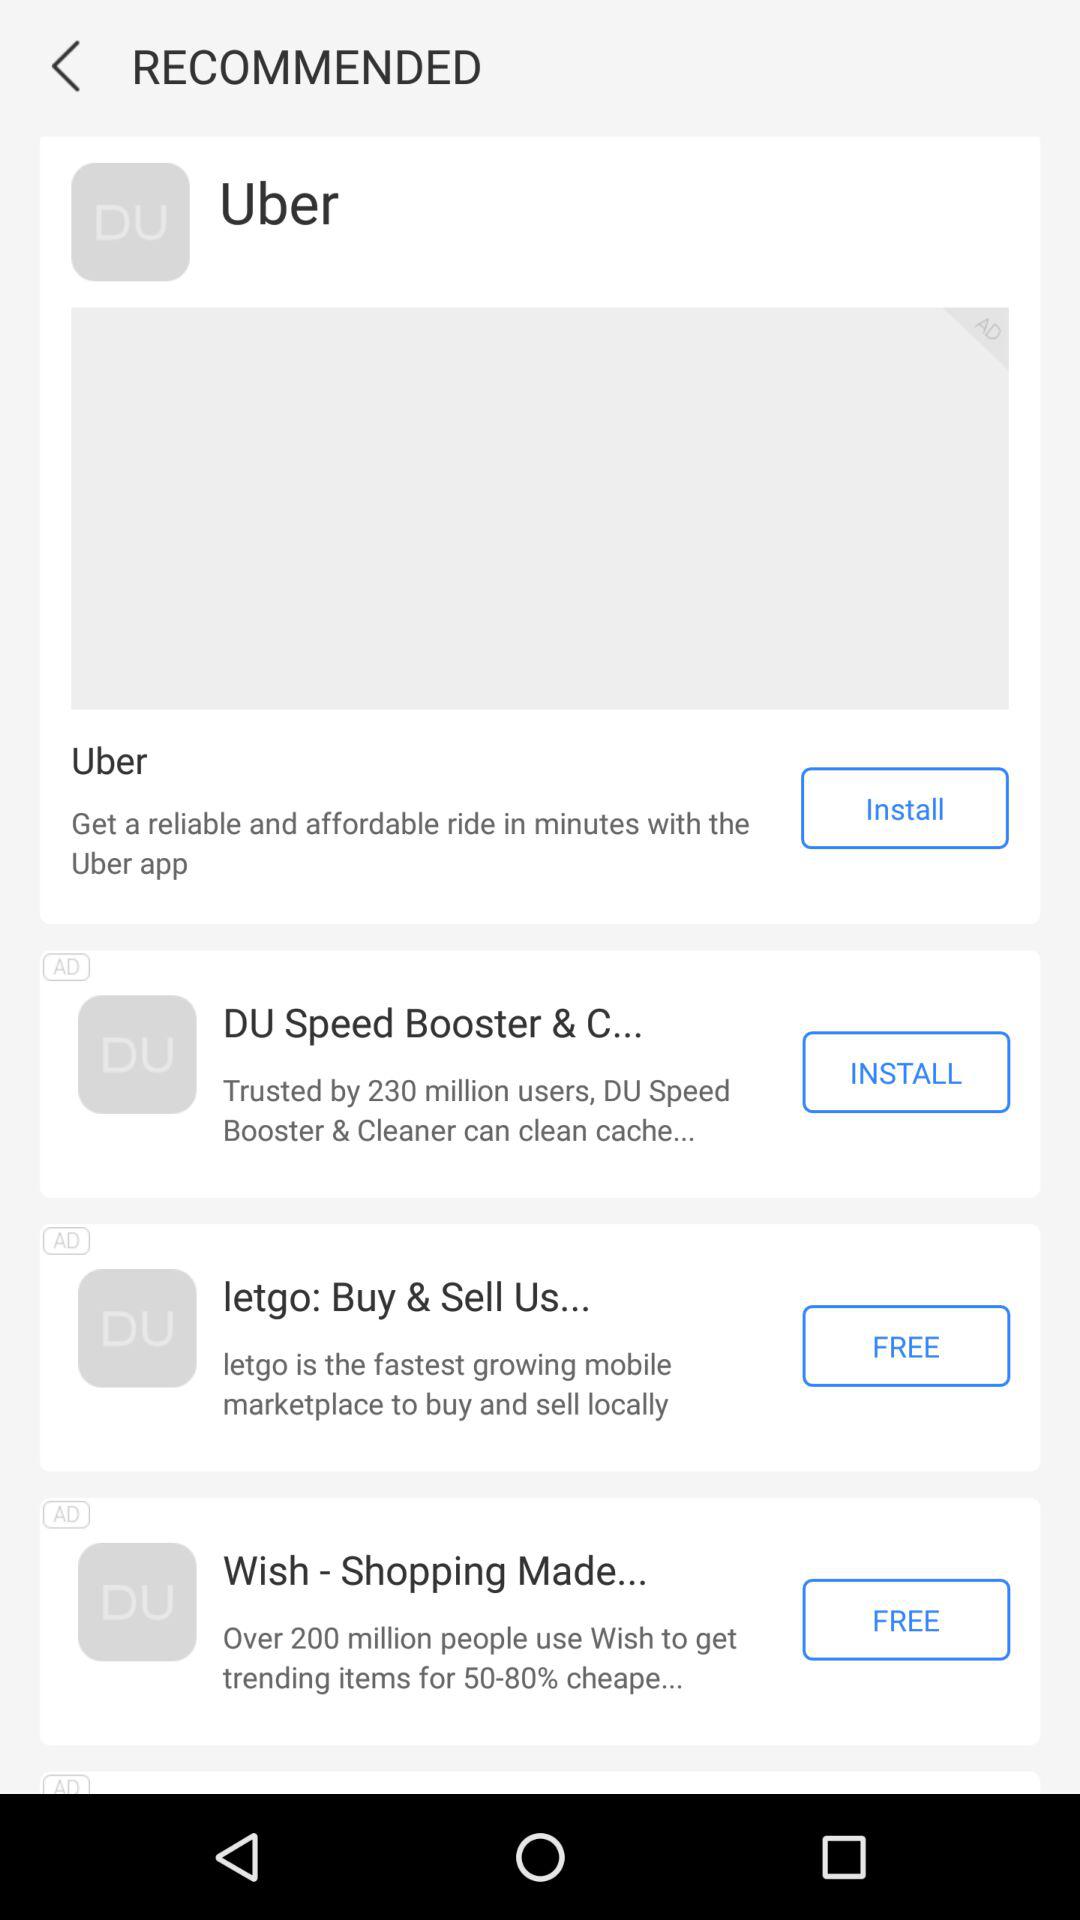 RECOMMENDED
DU
Uber
AD
Uber
Get a reliable and affordable ride in minutes with the
Uber app
Install
AD
DU
DU Speed Booster & C...
Trusted by 230 million users, DU Speed
Booster & Cleaner can clean cache...
INSTALL
AD
DU
letgo: Buy & Sell Us...
letgo is the fastest growing mobile
marketplace to buy and sell locally
FREE
AD
DU
Wish - Shopping Made...
Over 200 million people use Wish to get
trending items for 50-80% cheape...
FREE
AD